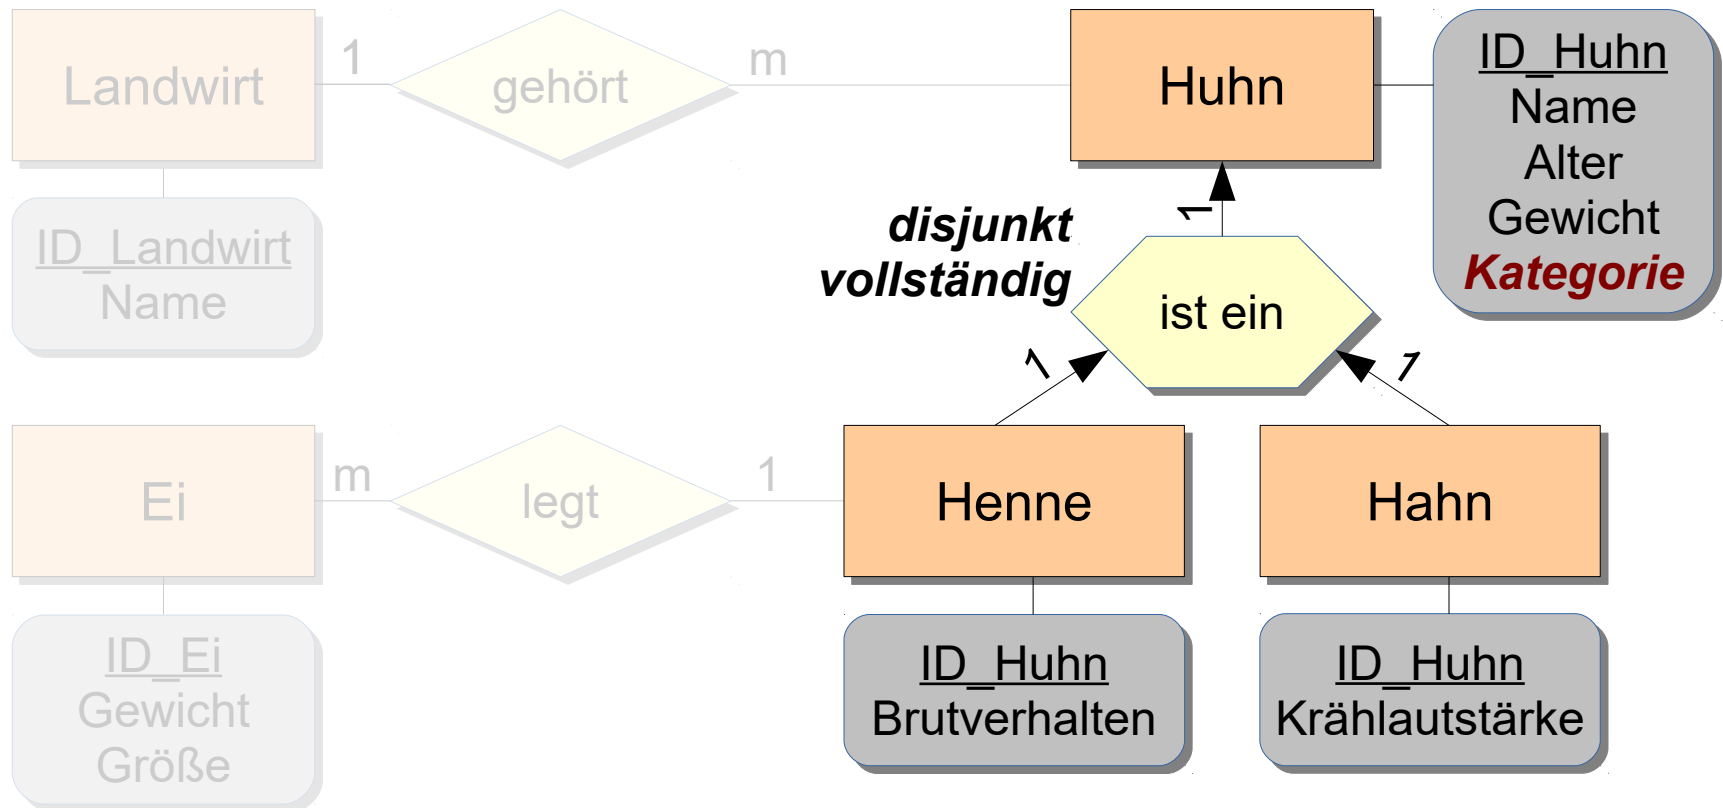 Landwirt
1
gehört
m
Huhn
ID_Huhn
Name
Alter
Gewicht
Kategorie
ID_Landwirt
Name
disjunkt
vollständig
1
ist ein
1
1
Ei
m
legt
1
Henne
Hahn
ID_Ei
Gewicht
Größe
ID_Huhn
Brutverhalten
ID_Huhn
Krählautstärke